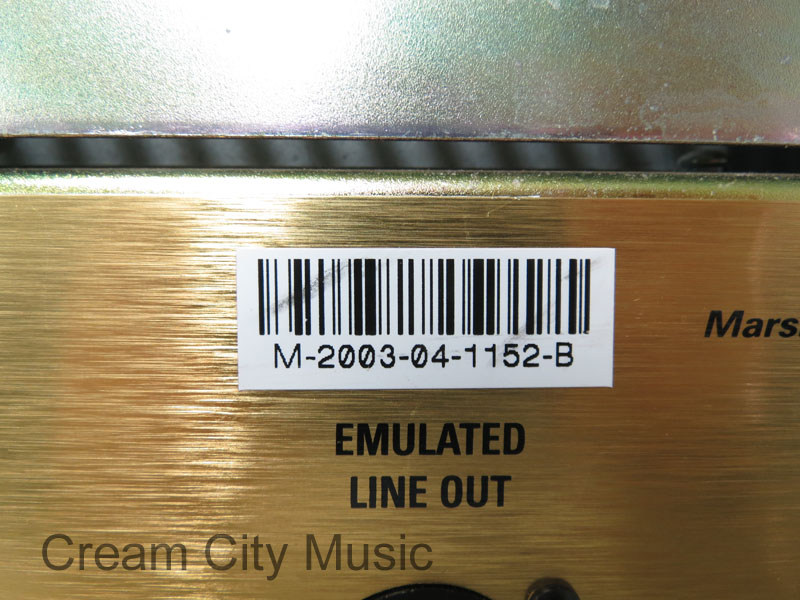 M-2003-04-1152-B
EMULATED
LINE OUT
Cream City Music